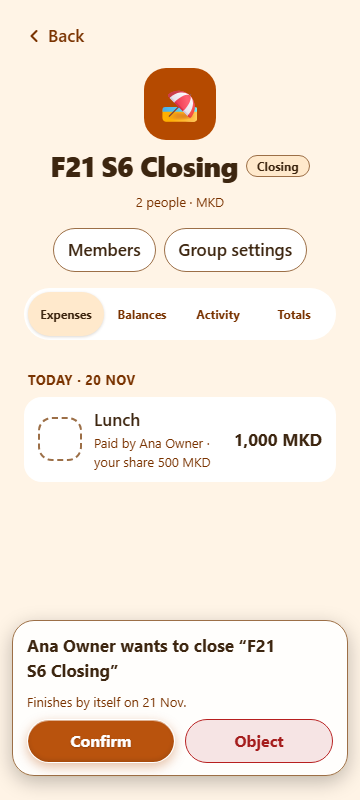 Back
F21 S6 Closing
Closing
2 people · MKD
Members
Group settings
Expenses
Balances
Activity
Totals
TODAY · 20 NOV
Lunch
Paid by Ana Owner ·
your share 500 MKD
1,000 MKD
Ana Owner wants to close “F21
S6 Closing”
Finishes by itself on 21 Nov.
Confirm
Object